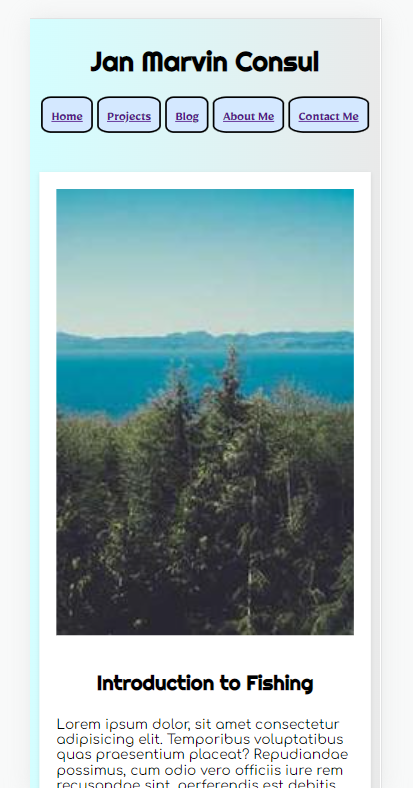 Jan Marvin Consul
Home Projects Blog About Me Contact Me
Introduction to Fishing
Lorem ipsum dolor, sit amet consectetur
adipisicing elit. Temporibus voluptatibus
quas praesentium placeat? Repudiandae
possimus, cum odio vero officiis iure rem
recusandae sint, perferendis est debitis